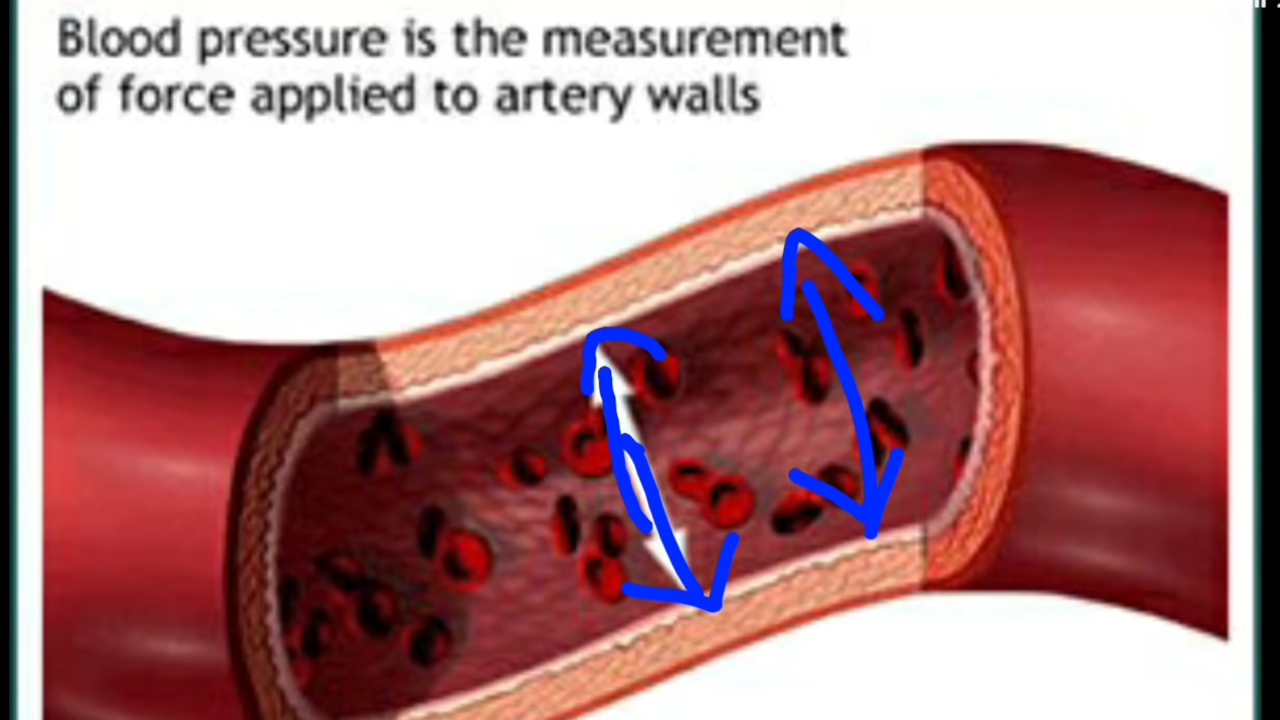 Blood pressure is the measurement
of force applied to artery walls